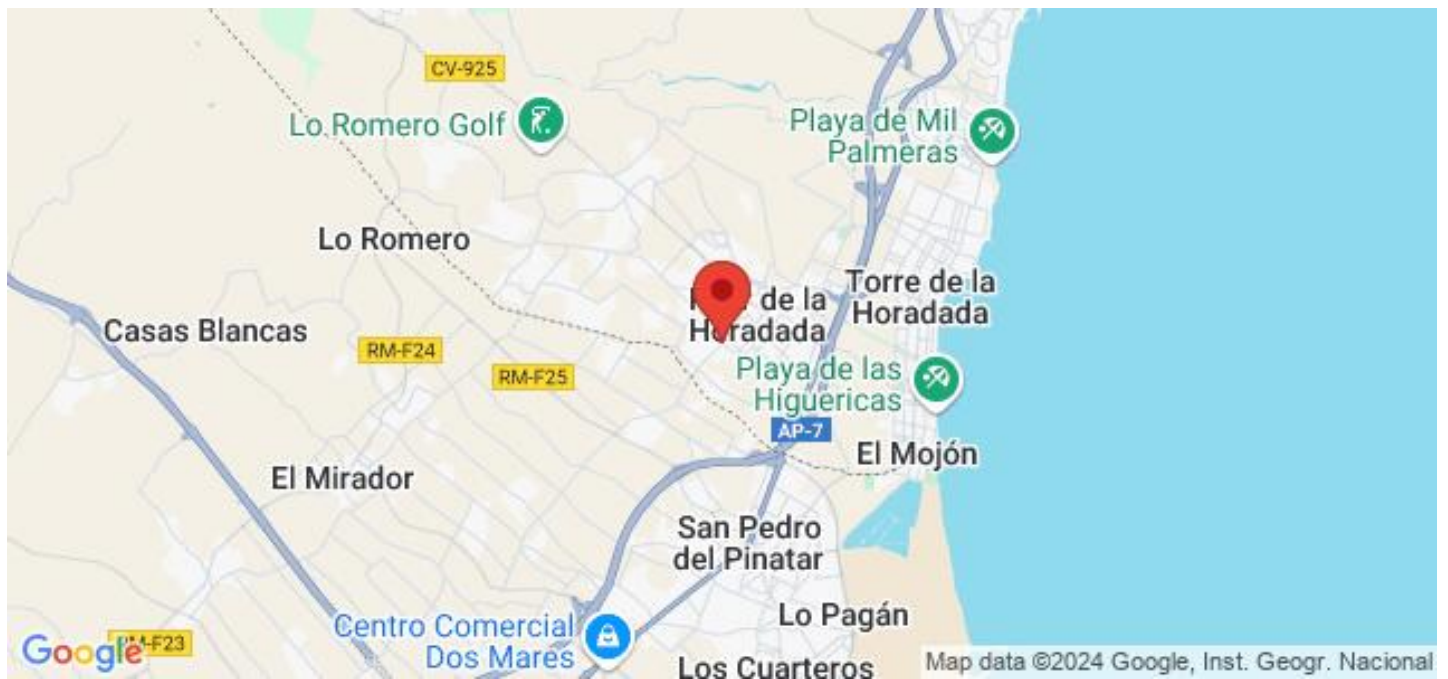 CV-925
Lo Romero Golf
Playa de Mil
Palmeras
Lo Romero
de la
Horadada
Torre de la
Horadada
Casas Blancas
RM-F24
RM-F25
Playa de las
Higuericas
AP-7
El Mojón
El Mirador
San Pedro
del Pinatar
Lo Pagán
Centro Comercial
Dos Mares
Los Cuarteros
Google
Map data ©2024 Google, Inst. Geogr. Nacional